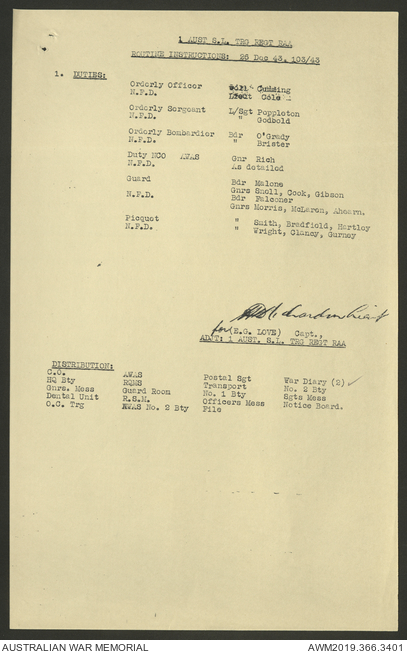 1 AUST S.L. TRG REGT RAA
ROUTINE INSTRUCTIONS: 26 Dec 43. 103/43
1. DUTIES:
Orderly Officer Cumming
N.F.D. Lieut Cole
Orderly Sergeant L/Sgt Poppleton
N.F.D. " Godbold
Orderly Bombardier Bdr O'Grady
N.F.D. " Brister
Duty NCO AWAS Gnr Rich
N.F.D. As detailed
Guard Bdr Malone
Gnrs Snell, Cook, Gibson
N.F.D. Bdr Falconer
Gnrs Morris, McLaron, Ahearn.
Picquet " Smith, Bradfield, Hartley
N.F.D. " Wright, Clancy, Gurney
for (E.G. LOVE) Capt.,
ADJT: 1 AUST. S.L. TRG REGT RAA
DISTRIBUTION:
C.O. AWAS Postal Sgt War Diary (2)
HQ Bty RQMS Transport No. 2 Bty
Gnrs. Mess Guard Room No. 1 Bty Sgts Mess
Dental Unit R.S.M. Officers Mess Notice Board.
O.C. Trg AWAS No. 2 Bty File
AUSTRALIAN WAR MEMORIAL AWM2019.366.3401